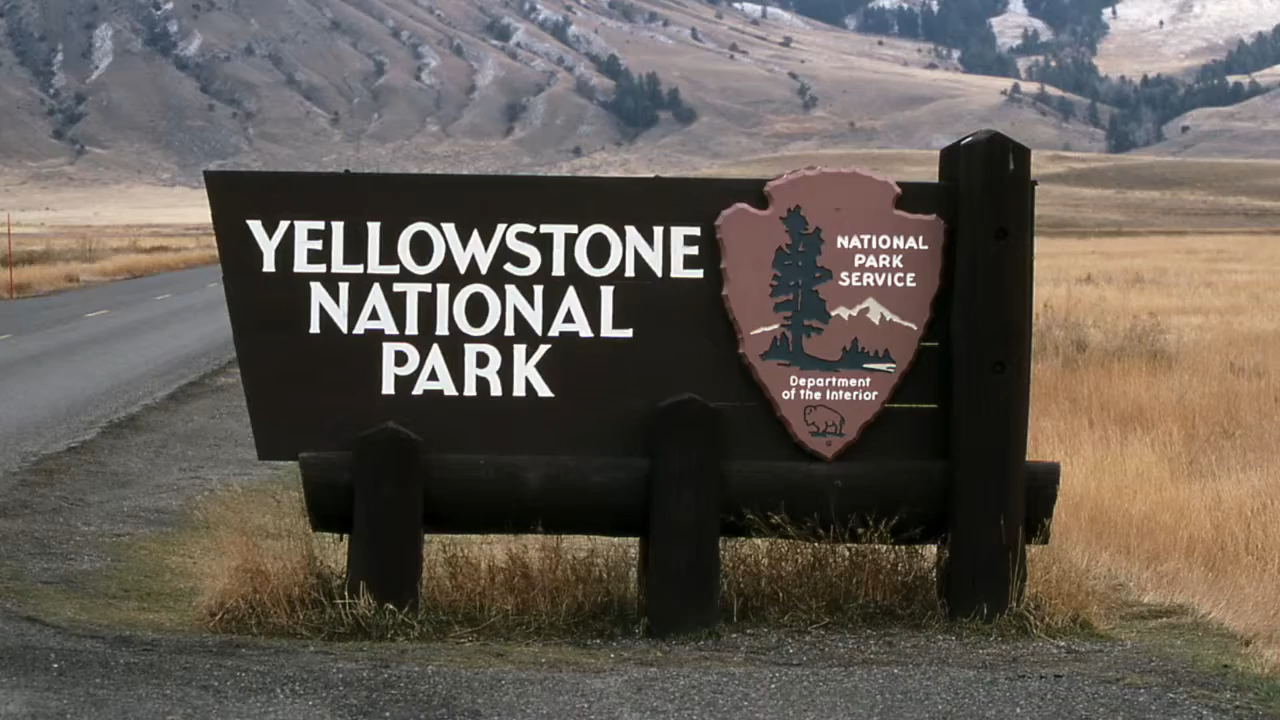 YELLOWSTONE
NATIONAL
PARK
NATIONAL
PARK
SERVICE
Department
of the Interior